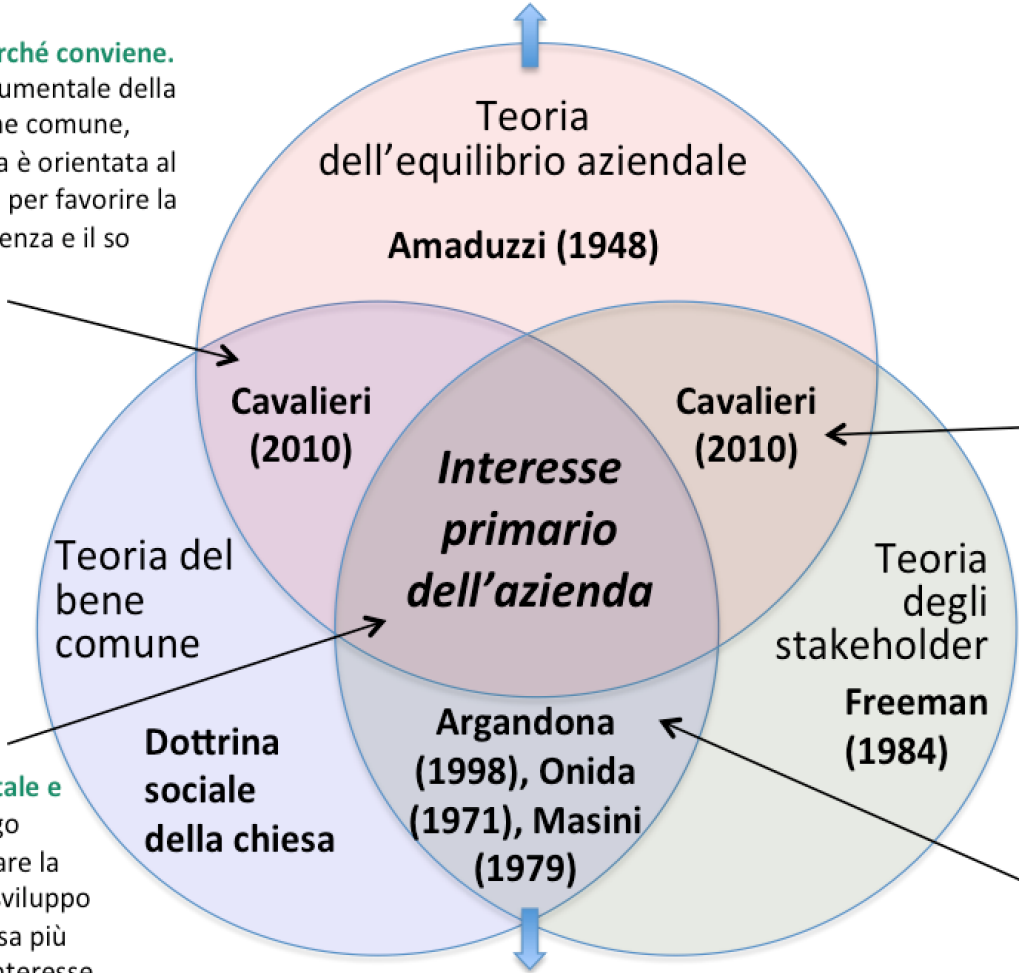 rché conviene.
umentale della
ne comune,
a è orientata al
per favorire la
enza e il so
Teoria
dell'equilibrio aziendale
Amaduzzi (1948)
Cavalieri
(2010)
Cavalieri
(2010)
Interesse
primario
dell'azienda
Teoria del
bene
comune
Teoria
degli
stakeholder
Dottrina
sociale
della chiesa
Freeman
(1984)
Argandona
(1998), Onida
(1971), Masini
(1979)
tale e
go
are la
sviluppo
sa più
nteresse